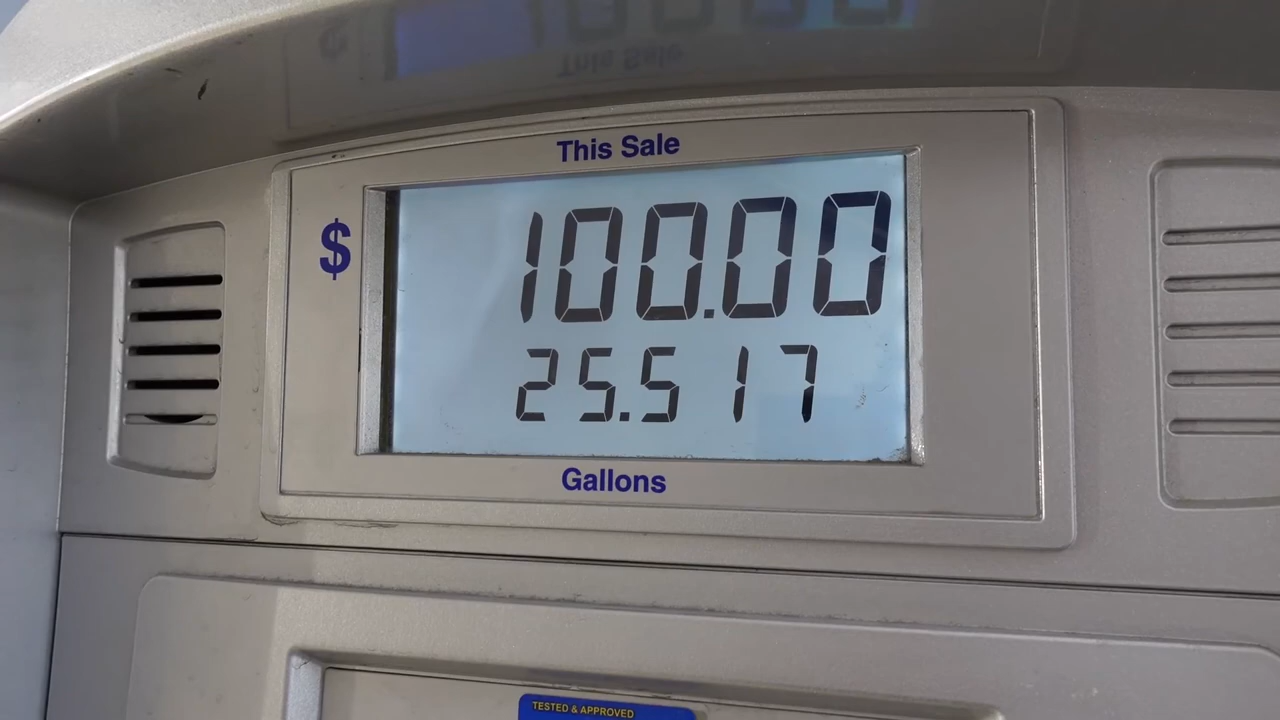 This Sale
$ 100.00
25.517
Gallons
TESTED & APPROVED